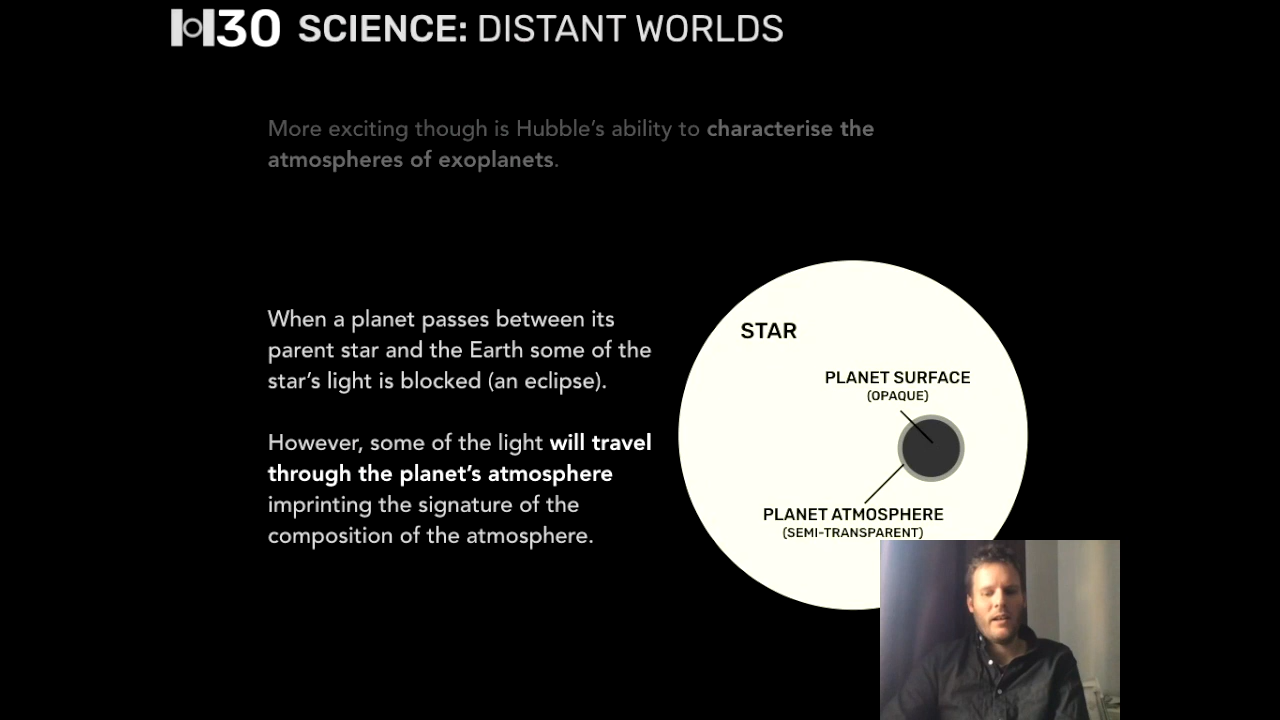 H30 SCIENCE: DISTANT WORLDS
More exciting though is Hubble's ability to characterise the
atmospheres of exoplanets.
When a planet passes between its
parent star and the Earth some of the
star's light is blocked (an eclipse).
However, some of the light will travel
through the planet's atmosphere
imprinting the signature of the
composition of the atmosphere.
STAR
PLANET SURFACE
(OPAQUE)
PLANET ATMOSPHERE
(SEMI-TRANSPARENT)